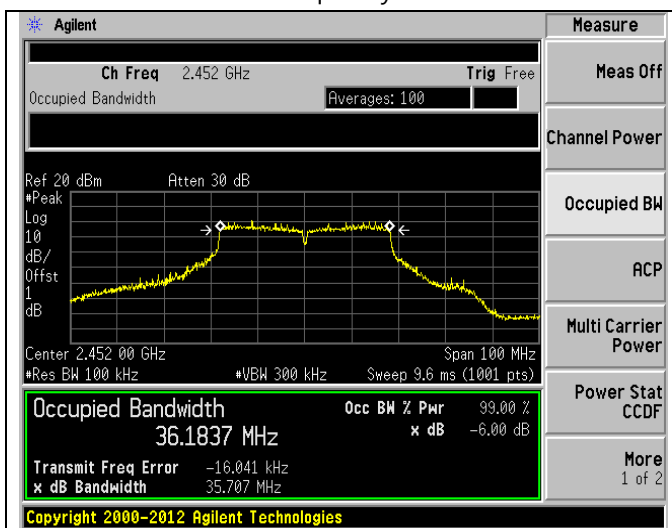 Agilent
Measure
Ch Freq 2.452 GHz Trig Free
Occupied Bandwidth Averages: 100
Meas Off
Channel Power
Occupied BW
ACP
Multi Carrier
Power
Power Stat
CCDF
More
1 of 2
Ref 20 dBm Atten 30 dB
#Peak
Log
10
dB/
Offst
1
dB
Center 2.452 00 GHz Span 100 MHz
#Res BW 100 kHz #VBW 300 kHz Sweep 9.6 ms (1001 pts)
Occupied Bandwidth Occ BW % Pwr 99.00 %
36.1837 MHz x dB -6.00 dB
Transmit Freq Error -16.041 kHz
x dB Bandwidth 35.707 MHz
Copyright 2000-2012 Agilent Technologies